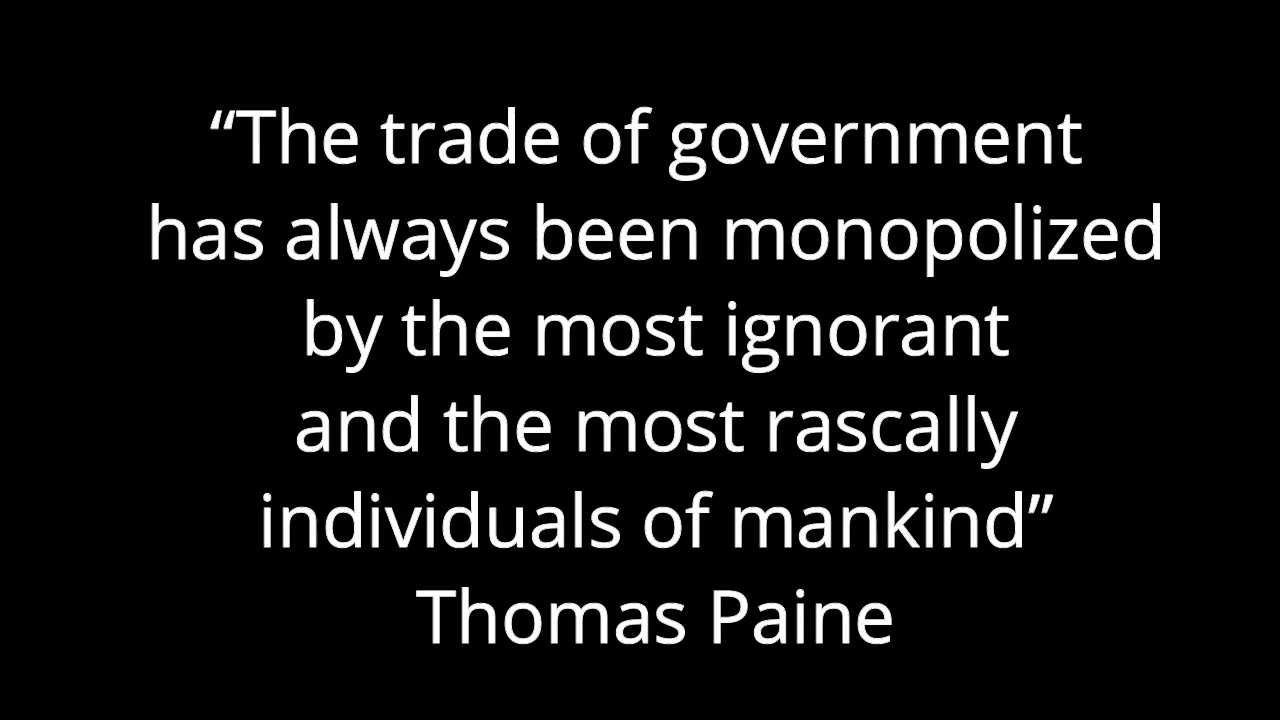 “The trade of government
has always been monopolized
by the most ignorant
and the most rascally
individuals of mankind”
Thomas Paine